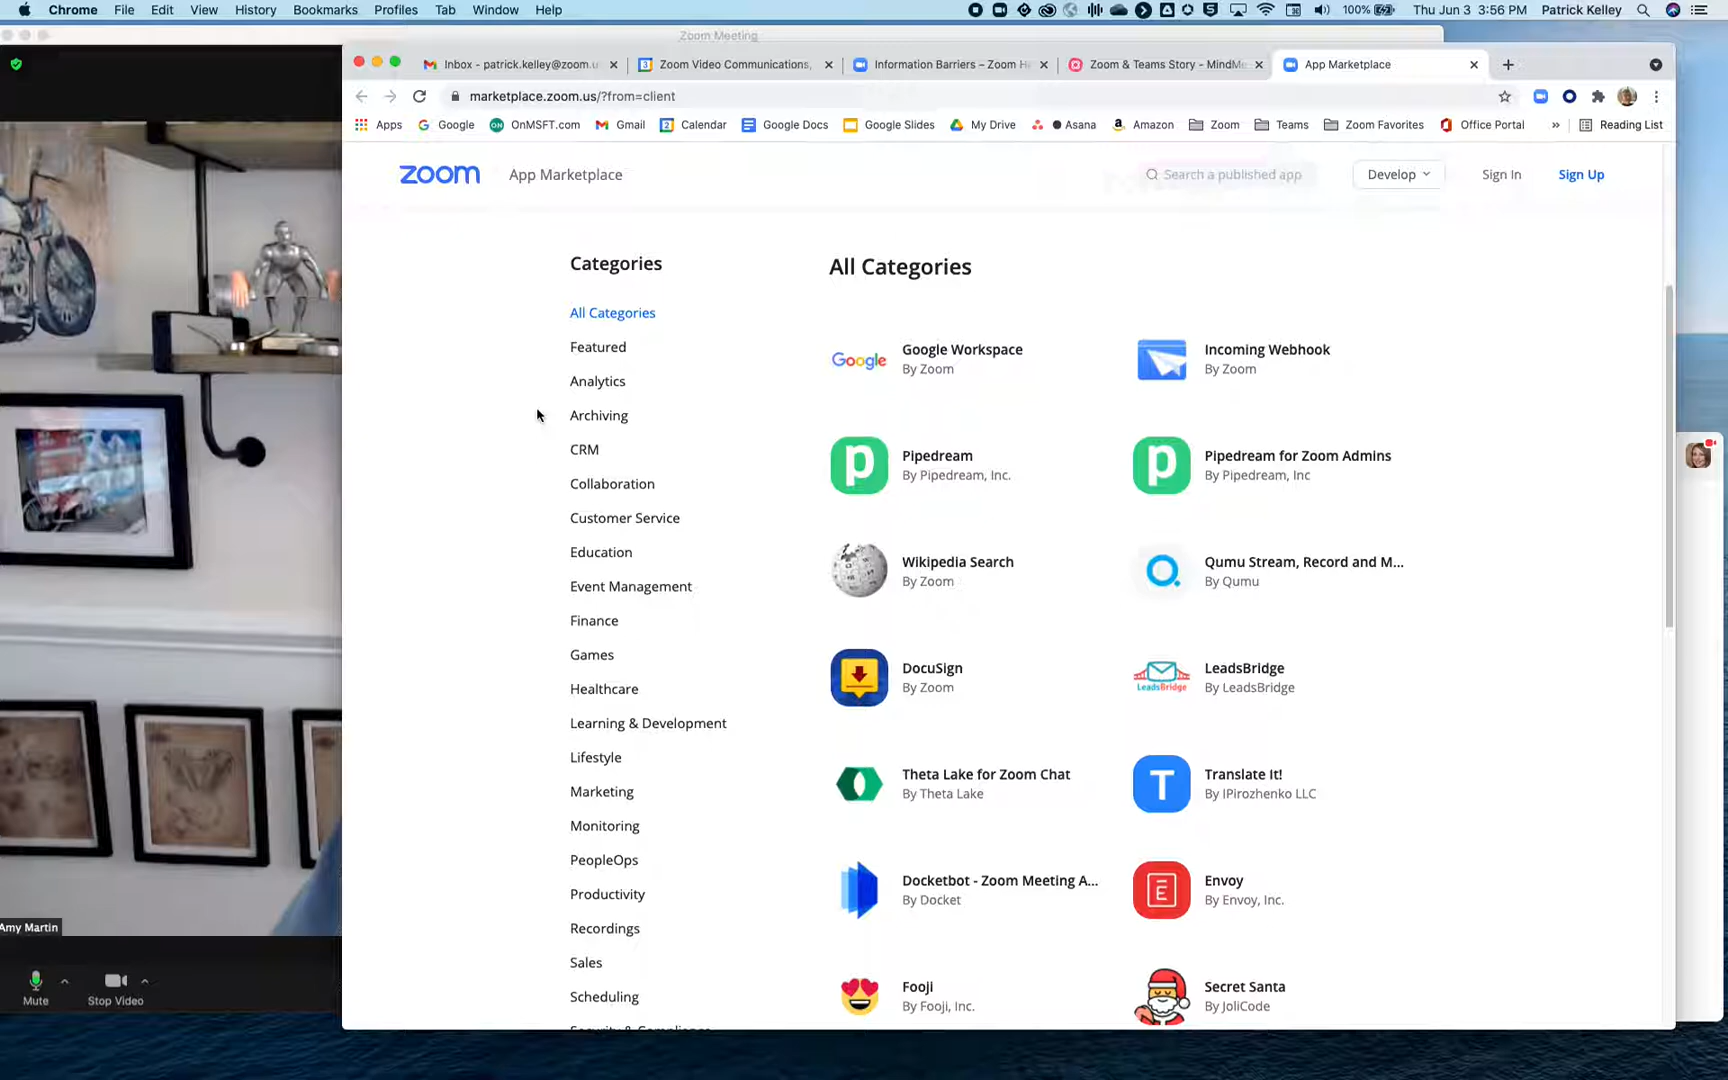 Chrome File Edit View History Bookmarks Profiles Tab Window Help 100% Thu Jun 3 3:56 PM Patrick Kelley
Zoom Meeting
Inbox - patrick.kelley@zoom.u
Zoom Video Communications,
Information Barriers – Zoom H
Zoom & Teams Story - MindMe
App Marketplace
marketplace.zoom.us/?from=client
Apps Google OnMSFT.com Gmail Calendar Google Docs Google Slides My Drive Asana Amazon Zoom Teams Zoom Favorites Office Portal » Reading List
zoom App Marketplace Search a published app Develop Sign In Sign Up
Categories
All Categories
Featured
Analytics
Archiving
CRM
Collaboration
Customer Service
Education
Event Management
Finance
Games
Healthcare
Learning & Development
Lifestyle
Marketing
Monitoring
PeopleOps
Productivity
Recordings
Sales
Scheduling
Security & Compliance
All Categories
Google
Google Workspace
By Zoom
Incoming Webhook
By Zoom
Pipedream
By Pipedream, Inc.
Pipedream for Zoom Admins
By Pipedream, Inc
Wikipedia Search
By Zoom
Qumu Stream, Record and M...
By Qumu
DocuSign
By Zoom
LeadsBridge
LeadsBridge
By LeadsBridge
Theta Lake for Zoom Chat
By Theta Lake
T
Translate It!
By IPirozhenko LLC
Docketbot - Zoom Meeting A...
By Docket
E
Envoy
By Envoy, Inc.
Fooji
By Fooji, Inc.
Secret Santa
By JoliCode
Amy Martin
Mute
Stop Video